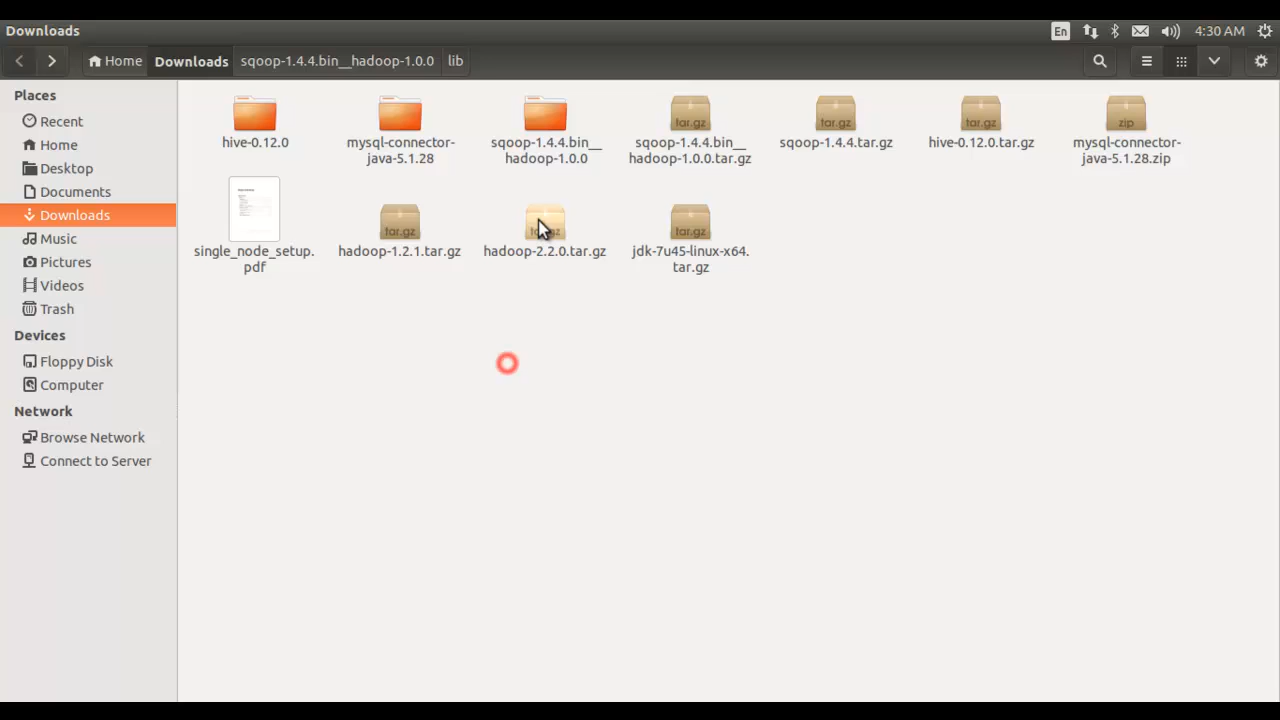 Downloads
En
4:30 AM
Home
Downloads
sqoop-1.4.4.bin__hadoop-1.0.0
lib
Places
Recent
Home
Desktop
Documents
Downloads
Music
Pictures
Videos
Trash
Devices
Floppy Disk
Computer
Network
Browse Network
Connect to Server
hive-0.12.0
mysql-connector-
java-5.1.28
sqoop-1.4.4.bin__
hadoop-1.0.0
tar.gz
sqoop-1.4.4.bin__
hadoop-1.0.0.tar.gz
tar.gz
sqoop-1.4.4.tar.gz
tar.gz
hive-0.12.0.tar.gz
zip
mysql-connector-
java-5.1.28.zip
single_node_setup.
pdf
tar.gz
hadoop-1.2.1.tar.gz
hadoop-2.2.0.tar.gz
tar.gz
jdk-7u45-linux-x64.
tar.gz